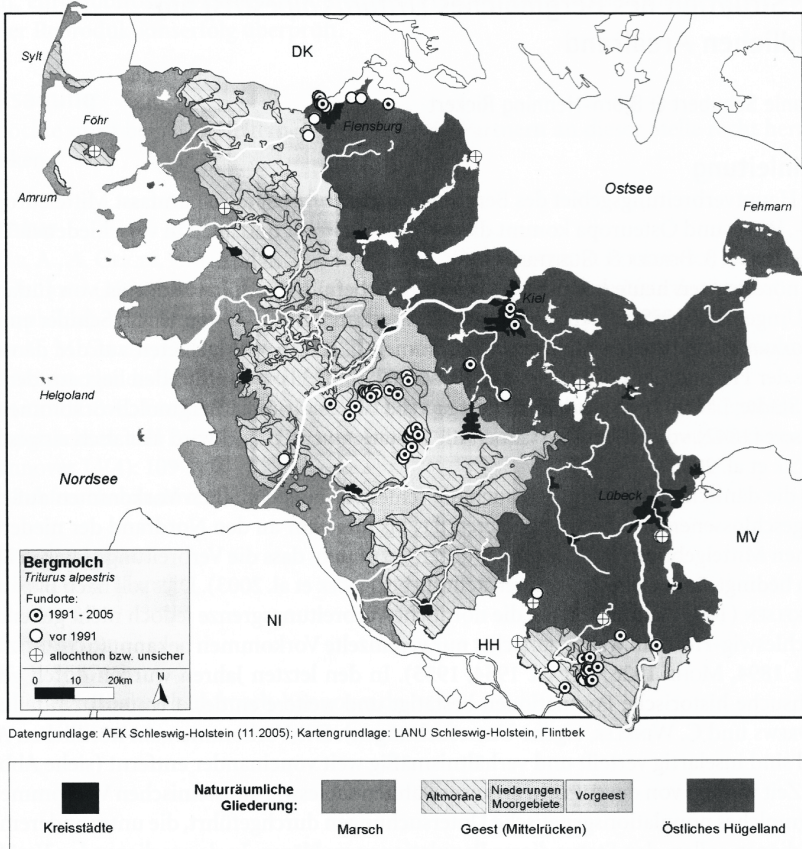 DK
Sylt
Föhr
Flensburg
Amrum
Ostsee
Fehmarn
Kiel
Helgoland
Nordsee
Lübeck
MV
NI
HH
Bergmolch
Triturus alpestris
Fundorte:
1991 - 2005
vor 1991
allochthon bzw. unsicher
0 10 20km
N
Datengrundlage: AFK Schleswig-Holstein (11.2005); Kartengrundlage: LANU Schleswig-Holstein, Flintbek
Kreisstädte
Naturräumliche
Gliederung:
Marsch
Altmoräne
Niederungen
Moorgebiete
Vorgeest
Geest (Mittelrücken)
Östliches Hügelland